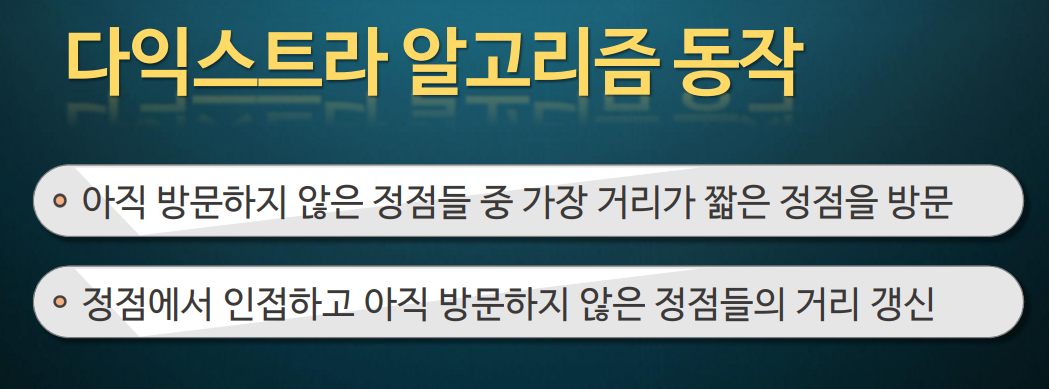 다익스트라 알고리즘 동작
아직 방문하지 않은 정점들 중 가장 거리가 짧은 정점을 방문
정점에서 인접하고 아직 방문하지 않은 정점들의 거리 갱신